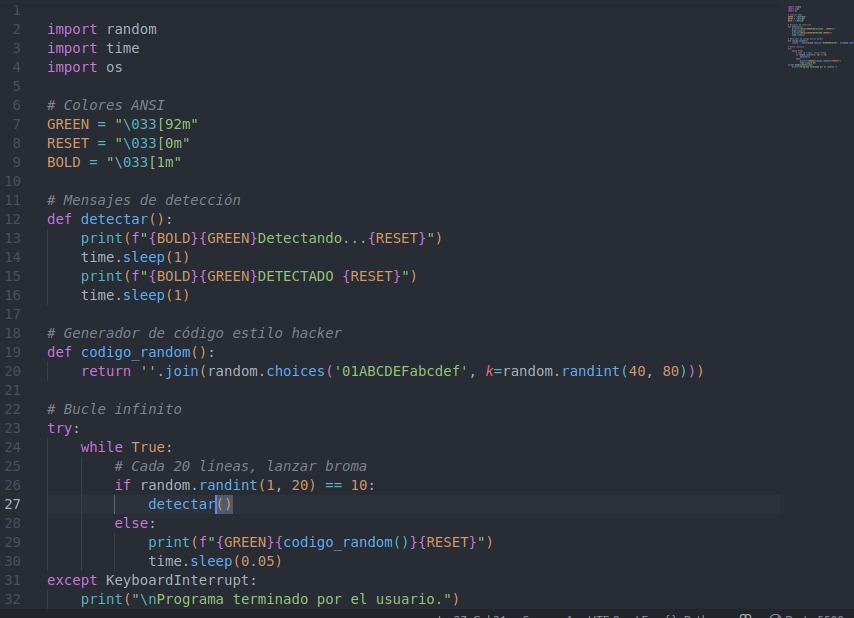 1
2 import random
3 import time
4 import os
5
6 # Colores ANSI
7 GREEN = "\033[92m"
8 RESET = "\033[0m"
9 BOLD = "\033[1m"
10
11 # Mensajes de detección
12 def detectar():
13     print(f"{BOLD}{GREEN}Detectando...{RESET}")
14     time.sleep(1)
15     print(f"{BOLD}{GREEN}DETECTADO {RESET}")
16     time.sleep(1)
17
18 # Generador de código estilo hacker
19 def codigo_random():
20     return ''.join(random.choices('01ABCDEFabcdef', k=random.randint(40, 80)))
21
22 # Bucle infinito
23 try:
24     while True:
25         # Cada 20 líneas, lanzar broma
26         if random.randint(1, 20) == 10:
27             detectar()
28         else:
29             print(f"{GREEN}{codigo_random()}{RESET}")
30             time.sleep(0.05)
31 except KeyboardInterrupt:
32     print("\nPrograma terminado por el usuario.")